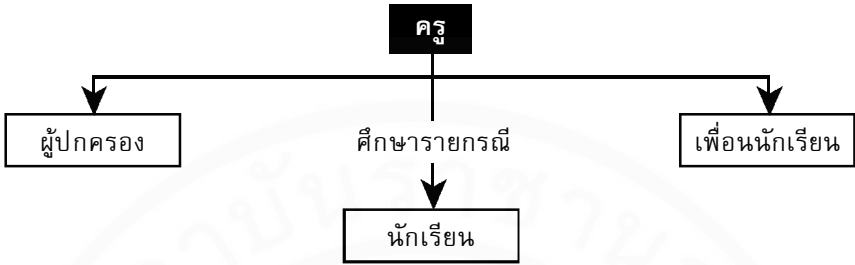 ครู
ผู้ปกครอง
ศึกษารายกรณี
เพื่อนนักเรียน
นักเรียน